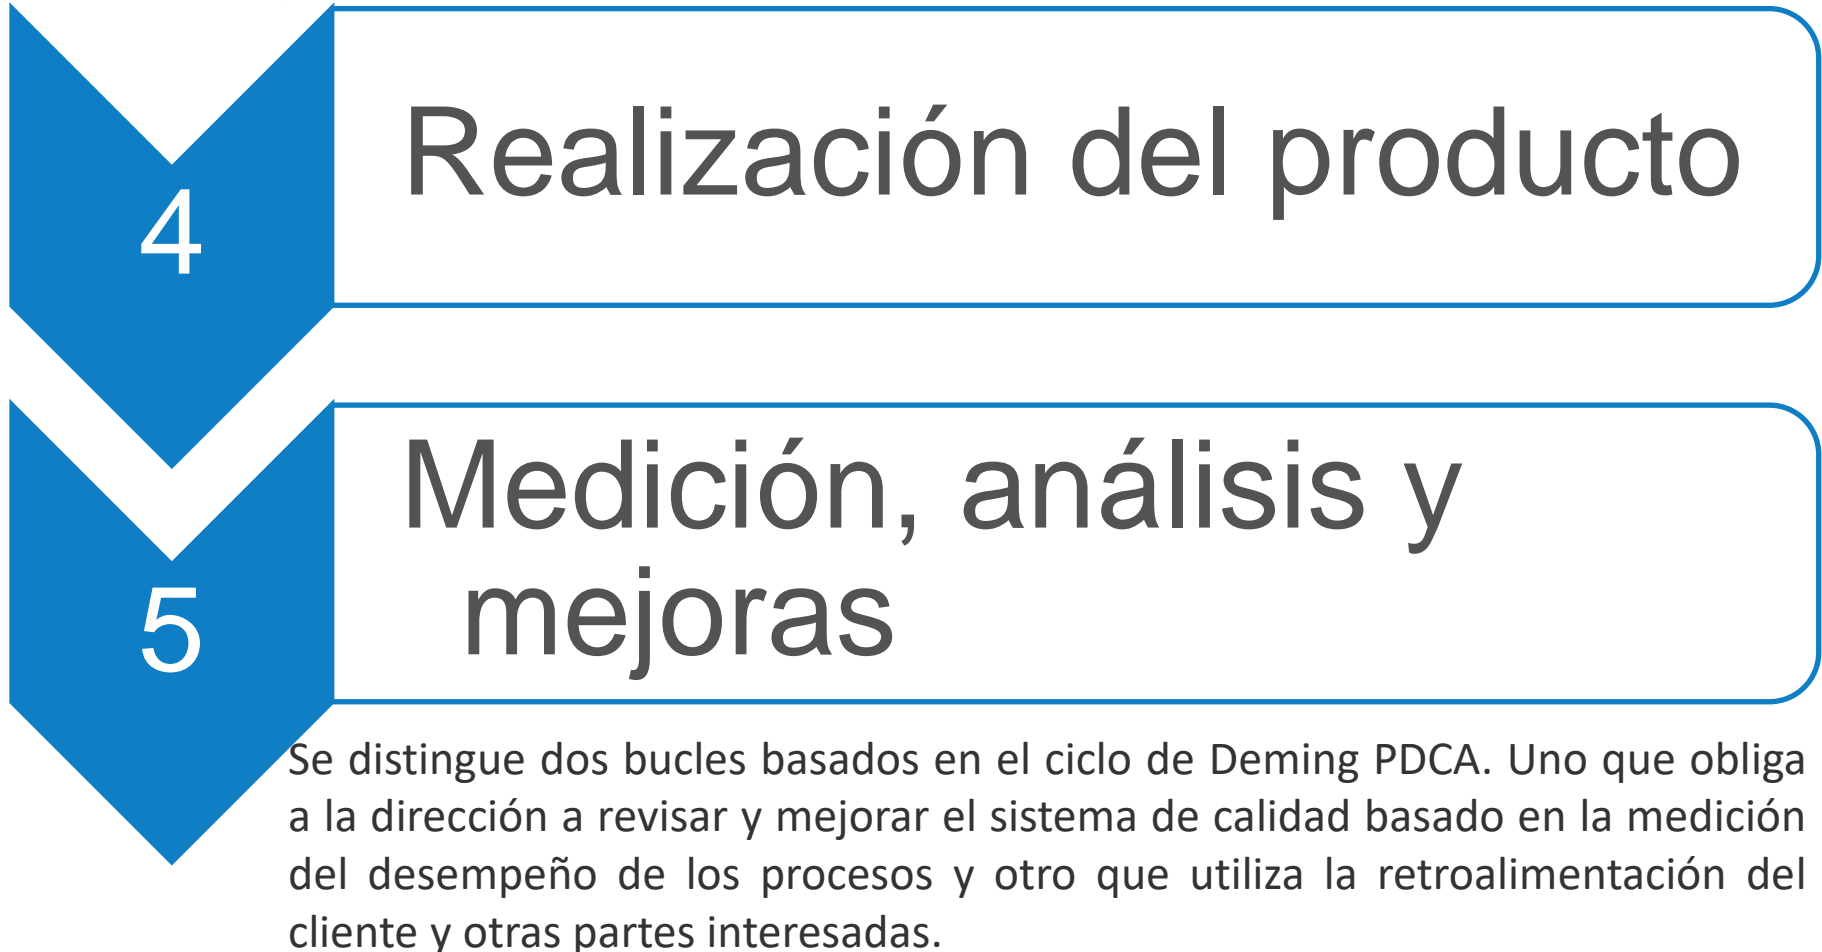 4
Realización del producto
5
Medición, análisis y
mejoras
Se distingue dos bucles basados en el ciclo de Deming PDCA. Uno que obliga
a la dirección a revisar y mejorar el sistema de calidad basado en la medición
del desempeño de los procesos y otro que utiliza la retroalimentación del
cliente y otras partes interesadas.